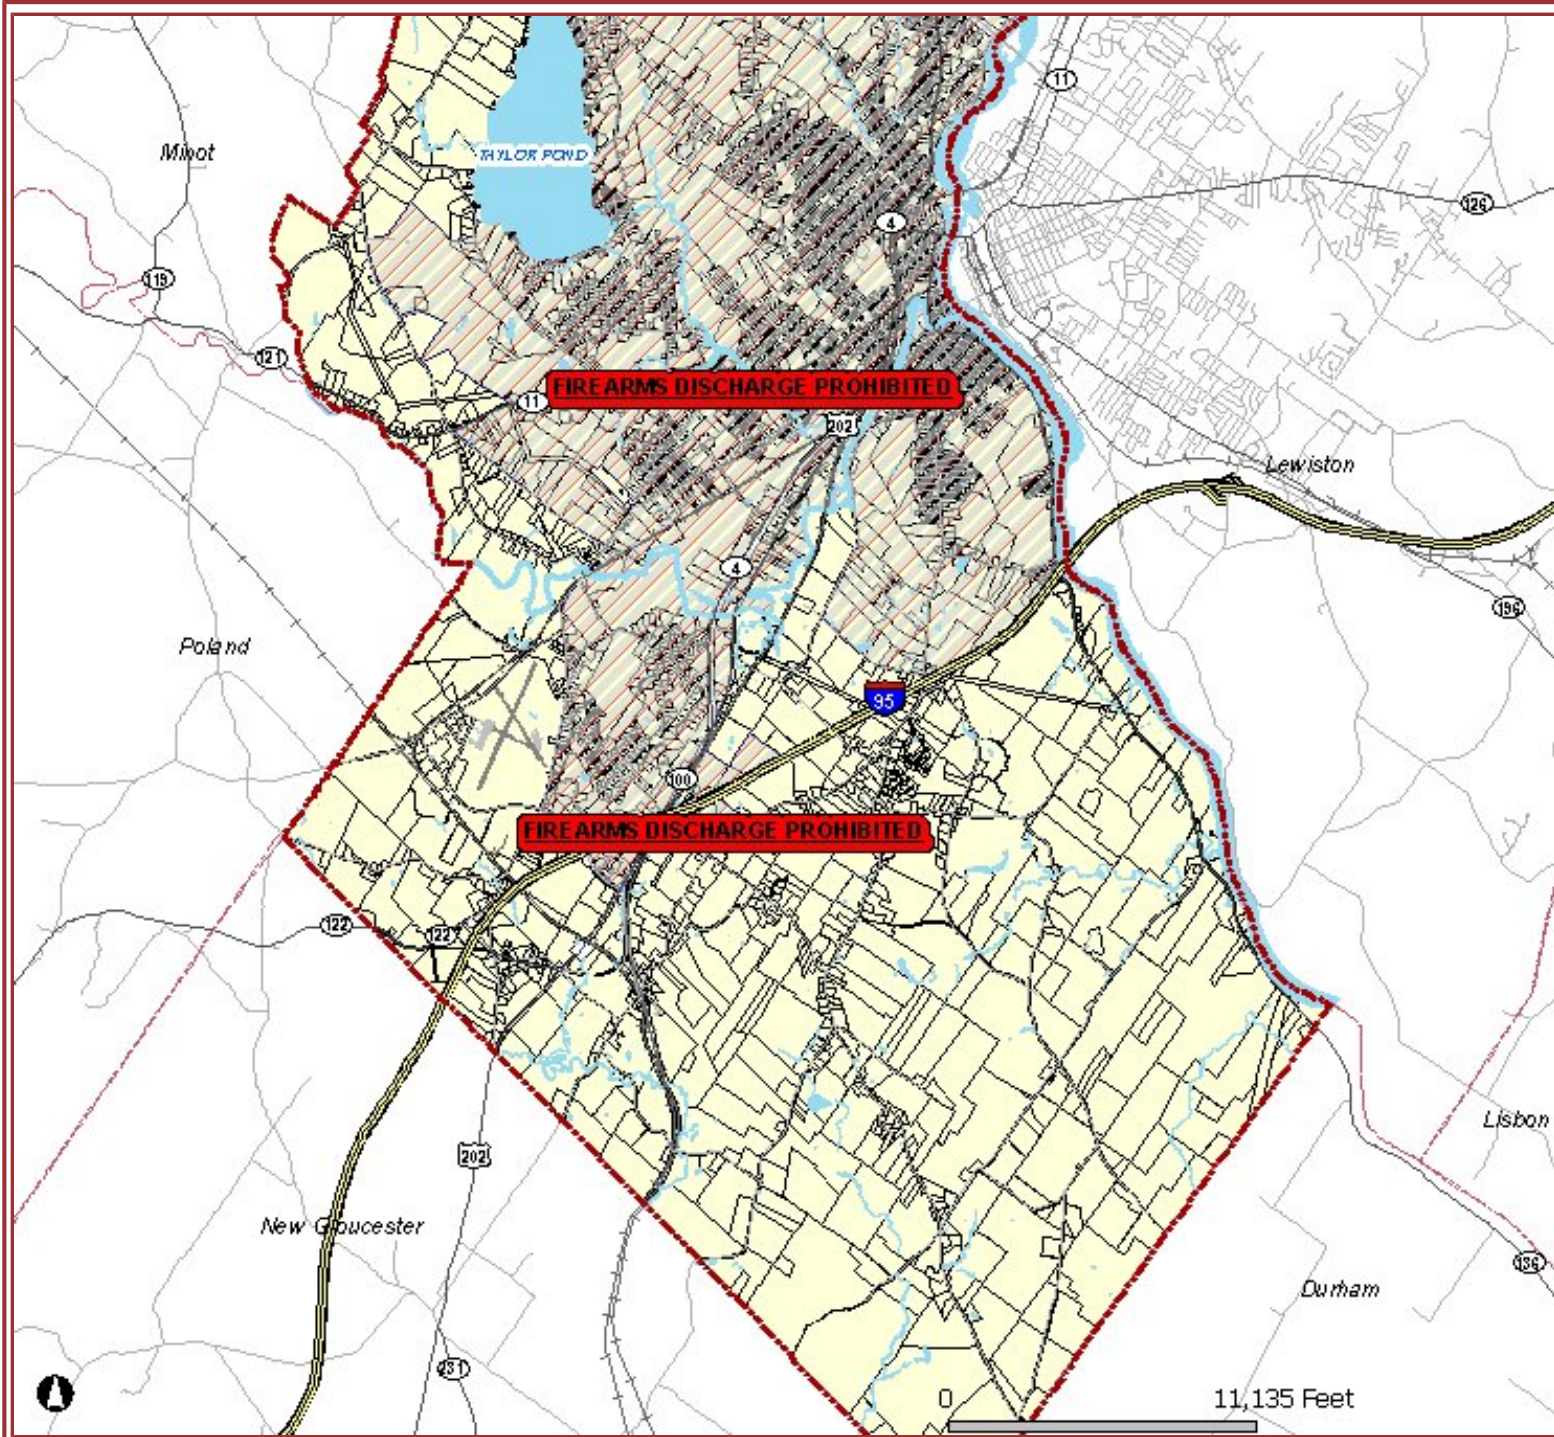 11
Minot
TAYLOR POND
126
4
119
121
FIREARMS DISCHARGE PROHIBITED
11
202
Lewiston
4
196
Poland
95
100
FIREARMS DISCHARGE PROHIBITED
122
122
Lisbon
202
New Gloucester
136
Durham
231
0
11,135 Feet